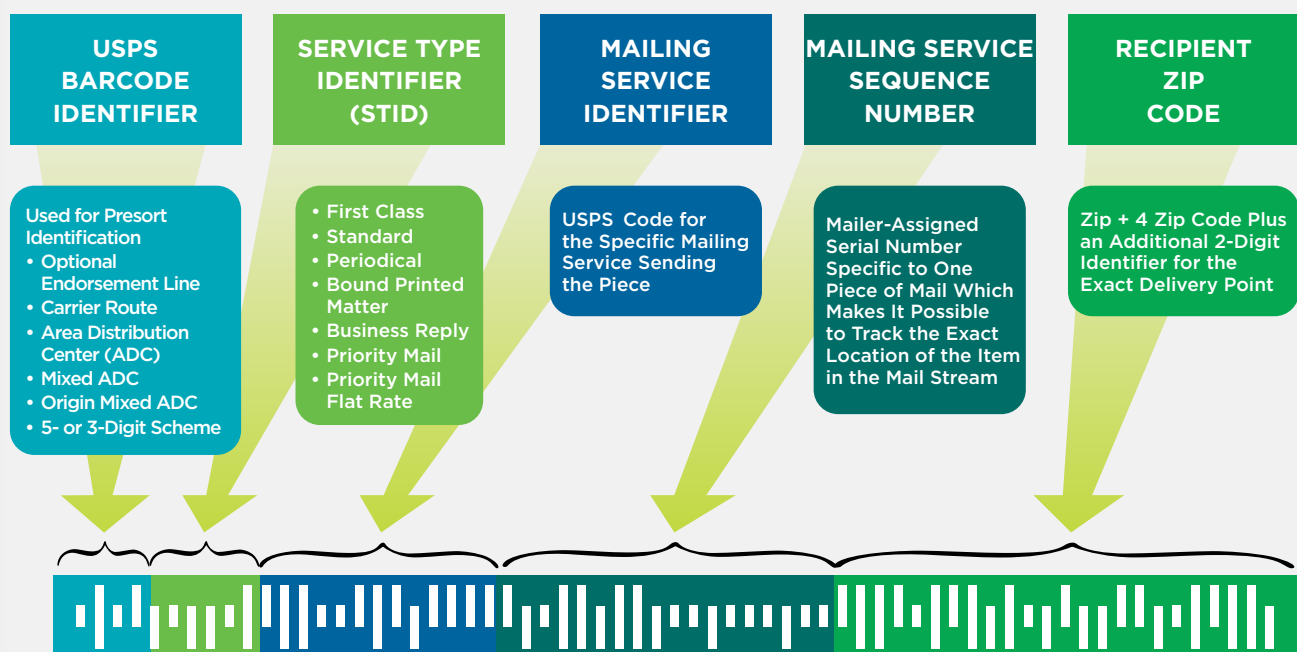 USPS
BARCODE
IDENTIFIER
SERVICE TYPE
IDENTIFIER
(STID)
MAILING
SERVICE
IDENTIFIER
MAILING SERVICE
SEQUENCE
NUMBER
RECIPIENT
ZIP
CODE
Used for Presort
Identification
• Optional
Endorsement Line
• Carrier Route
• Area Distribution
Center (ADC)
• Mixed ADC
• Origin Mixed ADC
• 5- or 3-Digit Scheme
• First Class
• Standard
• Periodical
• Bound Printed
Matter
• Business Reply
• Priority Mail
• Priority Mail
Flat Rate
USPS Code for
the Specific Mailing
Service Sending
the Piece
Mailer-Assigned
Serial Number
Specific to One
Piece of Mail Which
Makes It Possible
to Track the Exact
Location of the Item
in the Mail Stream
Zip + 4 Zip Code Plus
an Additional 2-Digit
Identifier for the
Exact Delivery Point